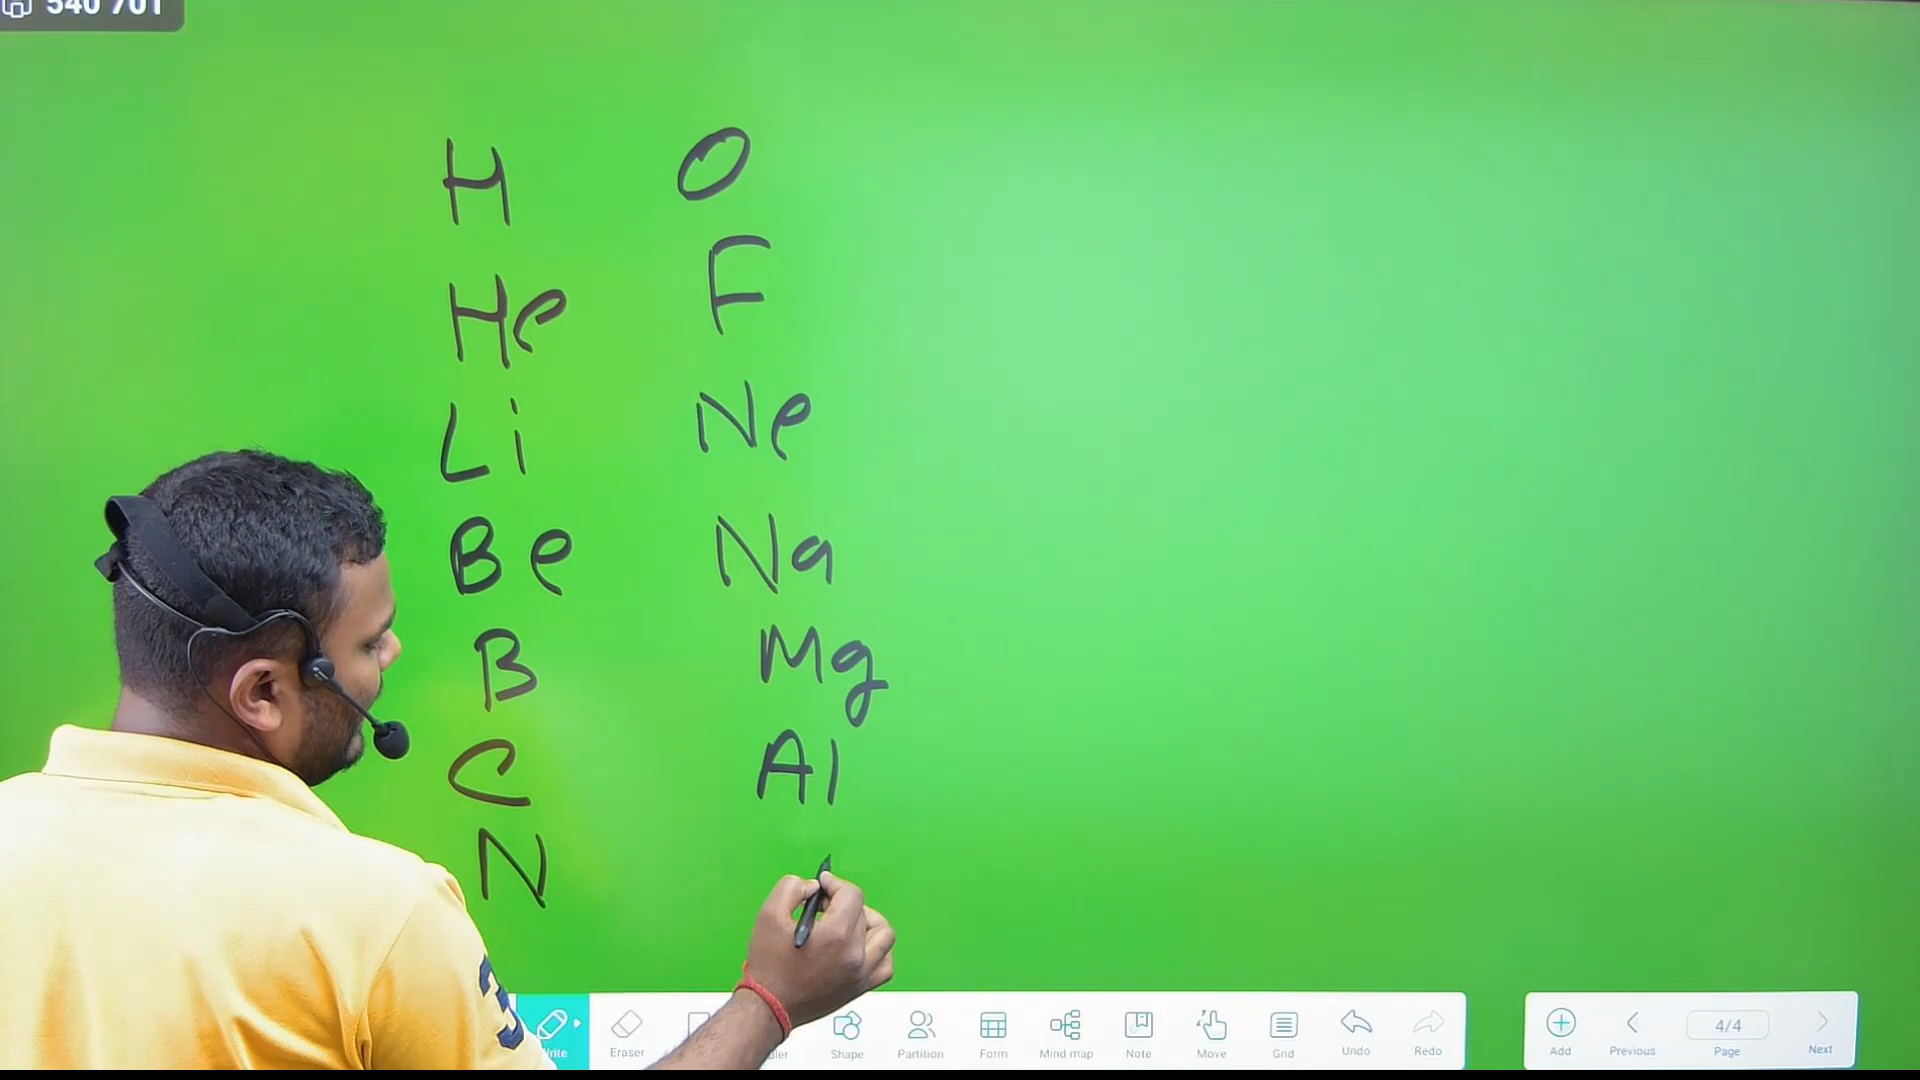 540 701
H
He
Li
Be
B
C
N
O
F
Ne
Na
Mg
Al
3
Eraser
Shape
Partition
Form
Mind map
Note
Move
Grid
Undo
Redo
Add
Previous
4/4
Page
Next